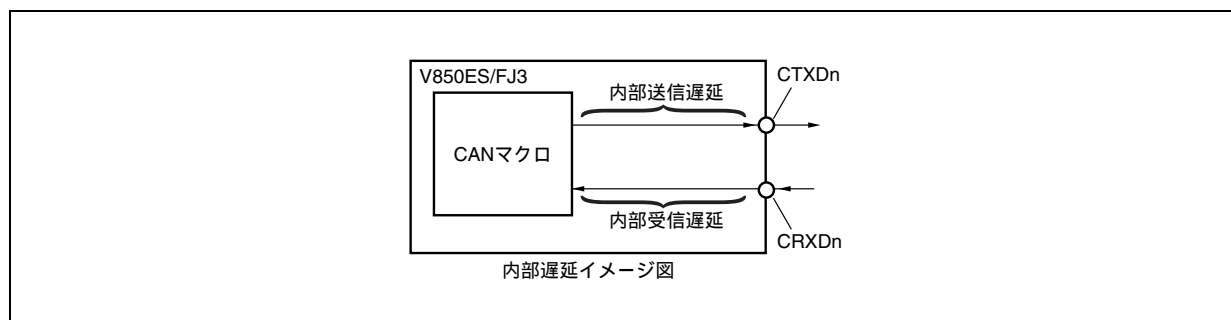 V850ES/FJ3
CTXDn
内部送信遅延
CANマクロ
内部受信遅延
CRXDn
内部遅延イメージ図